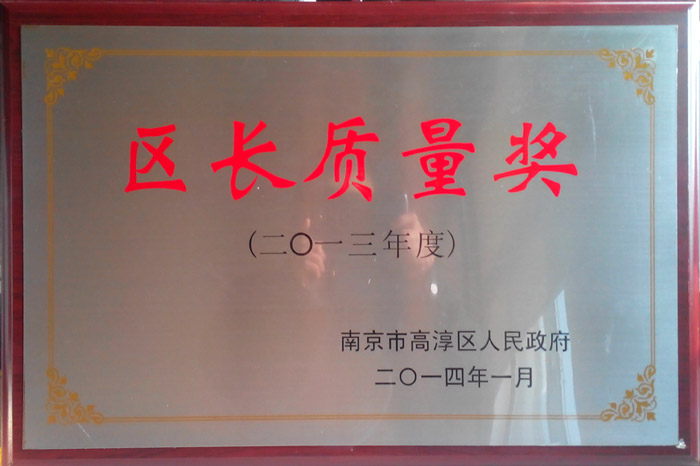 区长质量奖
(二〇一三年度)
南京市高淳区人民政府
二〇一四年一月